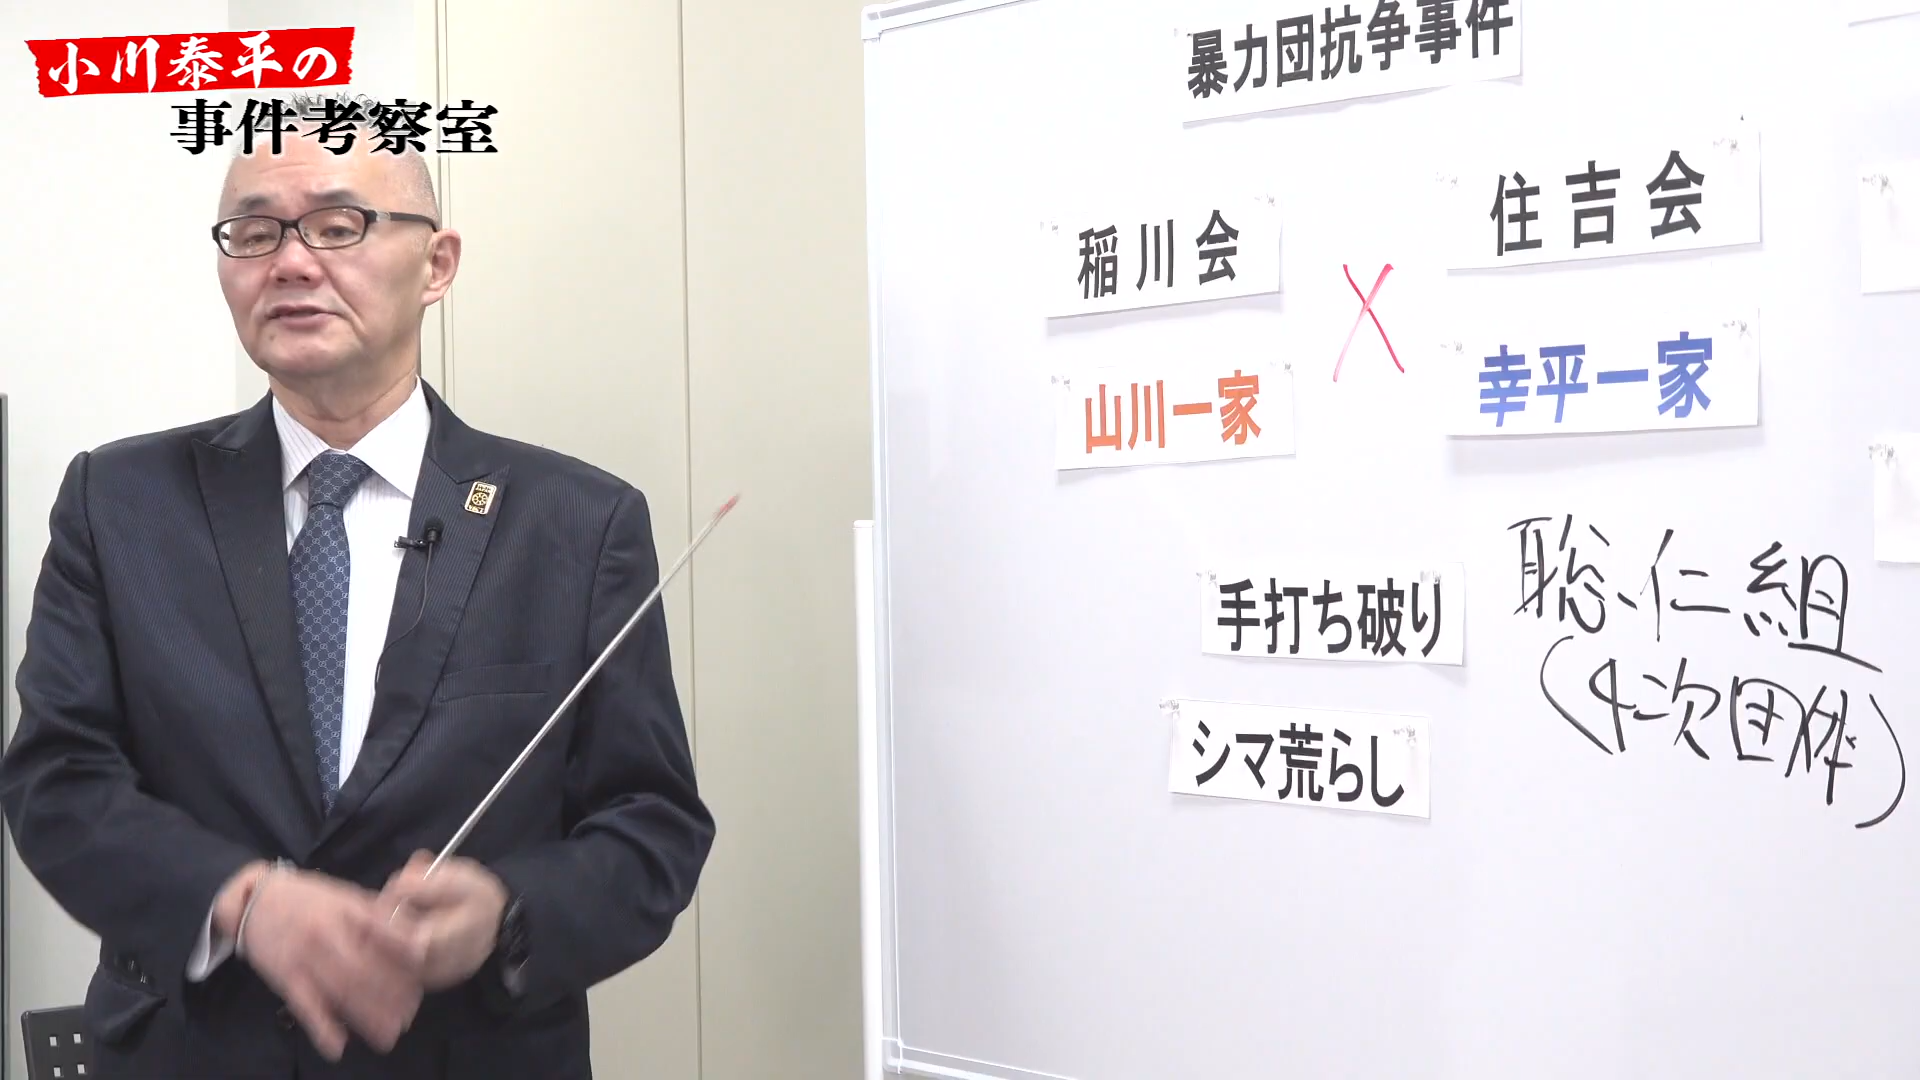 小川泰平の
事件考察室
暴力団抗争事件
稲川会
住吉会
山川一家
幸平一家
手打ち破り
シマ荒らし
聡仁組
(4次団体)